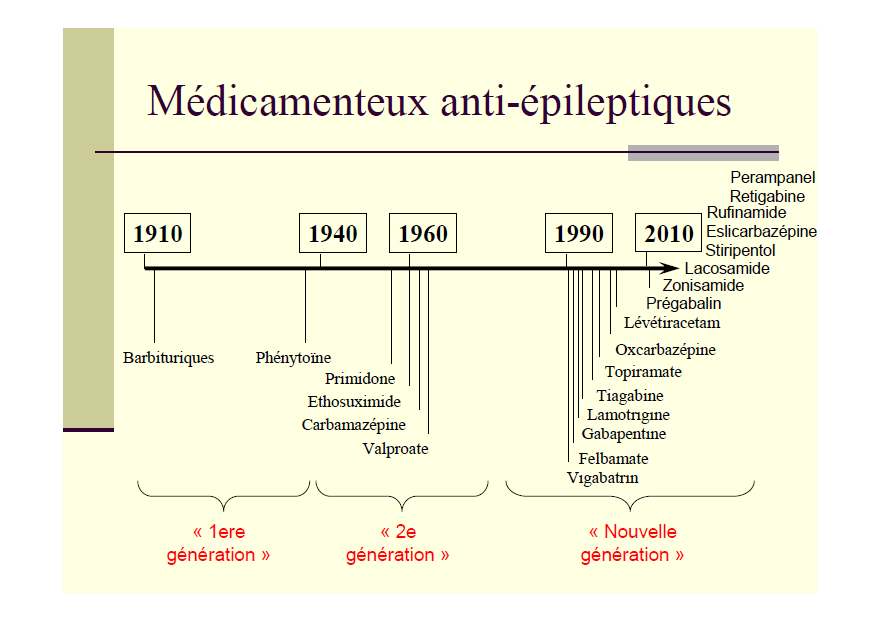 Médicamenteux anti-épileptiques
Perampanel
Retigabine
Rufinamide
1910
1940
1960
1990
2010
Eslicarbazépine
Stiripentol
Lacosamide
Zonisamide
Prégabalin
Lévétiracetam
Barbituriques
Phénytoïne
Oxcarbazépine
Primidone
Topiramate
Ethosuximide
Tiagabine
Carbamazépine
Lamotrigine
Gabapentine
Valproate
Felbamate
Vigabatrin
« 1ere
génération »
« 2e
génération »
« Nouvelle
génération »